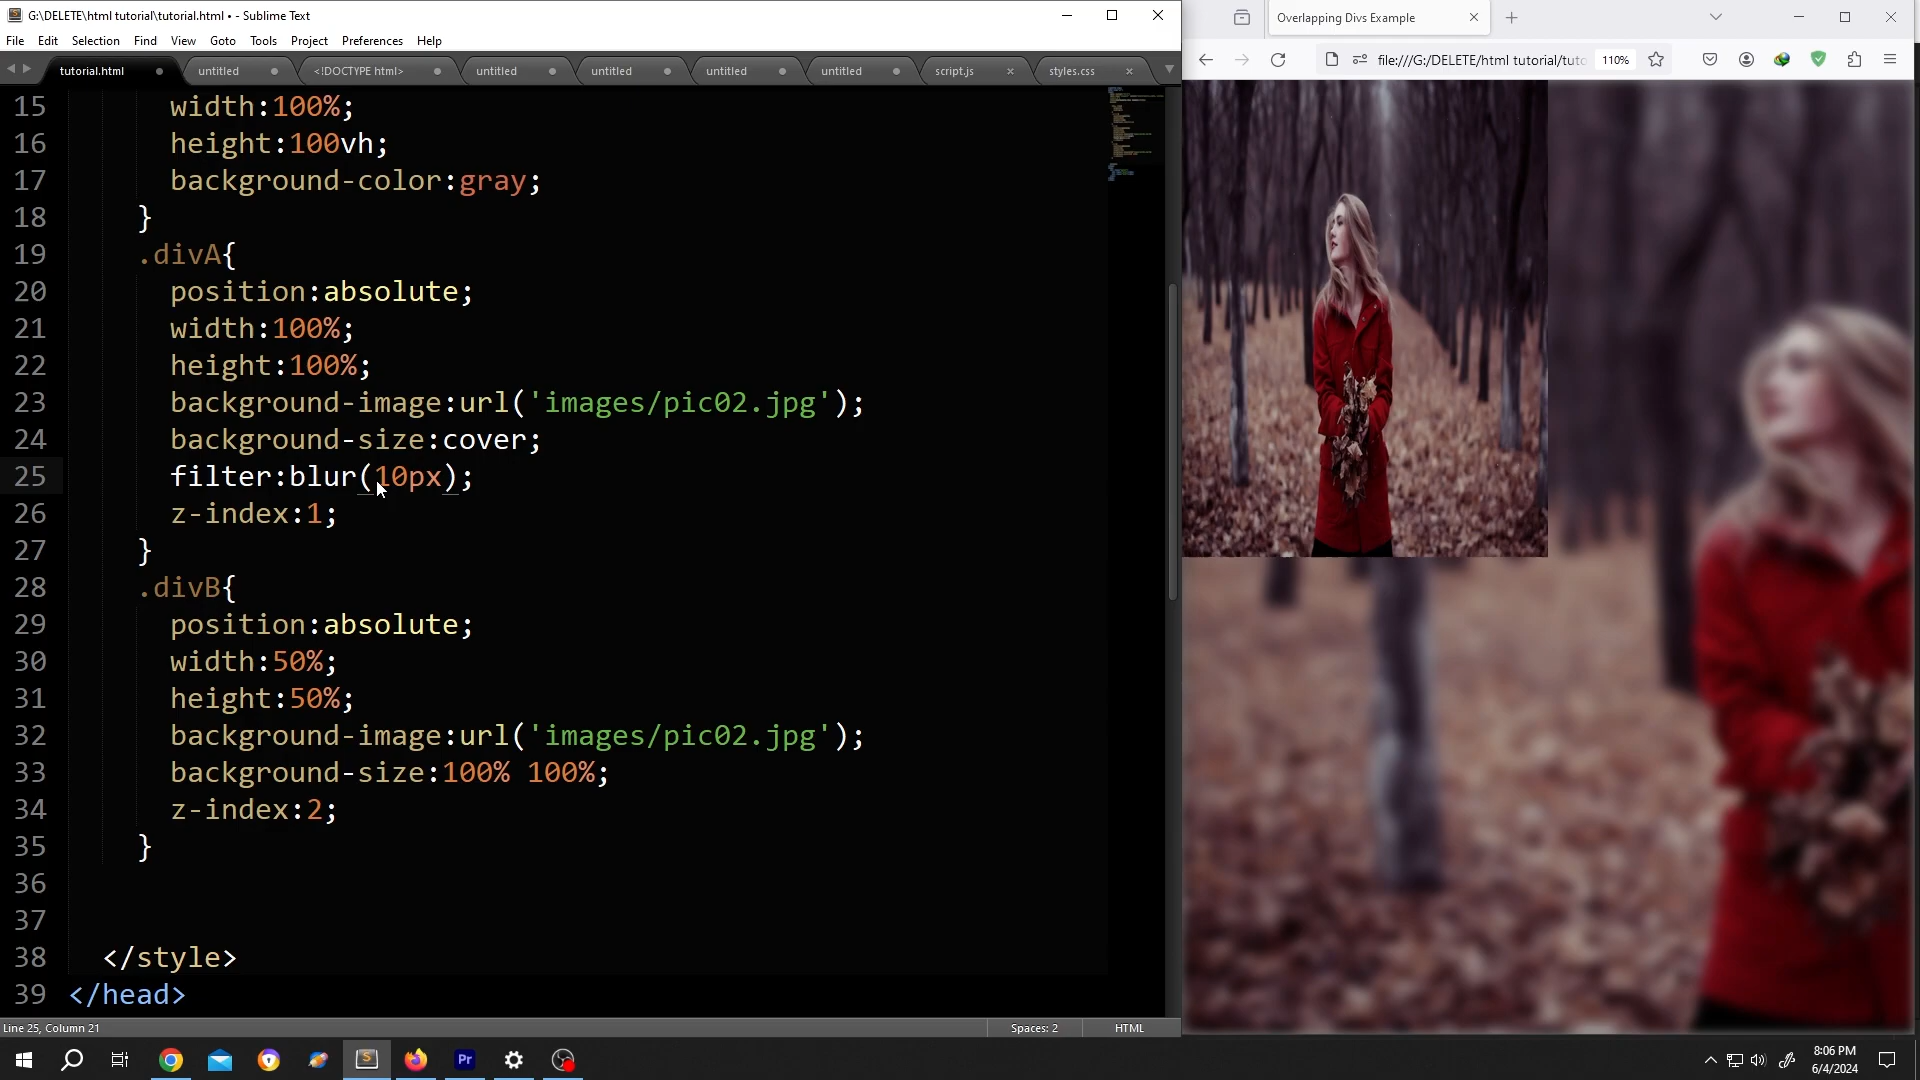 G:\DELETE\html tutorial\tutorial.html • - Sublime Text
File Edit Selection Find View Goto Tools Project Preferences Help
tutorial.html untitled <!DOCTYPE html> untitled untitled untitled untitled script.js styles.css
15 width:100%;
16 height:100vh;
17 background-color:gray;
18 }
19 .divA{
20 position:absolute;
21 width:100%;
22 height:100%;
23 background-image:url('images/pic02.jpg');
24 background-size:cover;
25 filter:blur(10px);
26 z-index:1;
27 }
28 .divB{
29 position:absolute;
30 width:50%;
31 height:50%;
32 background-image:url('images/pic02.jpg');
33 background-size:100% 100%;
34 z-index:2;
35 }
36
37
38 </style>
39 </head>
Line 25, Column 21 Spaces: 2 HTML
Overlapping Divs Example
file:///G:/DELETE/html tutorial/tuto 110%
8:06 PM
6/4/2024